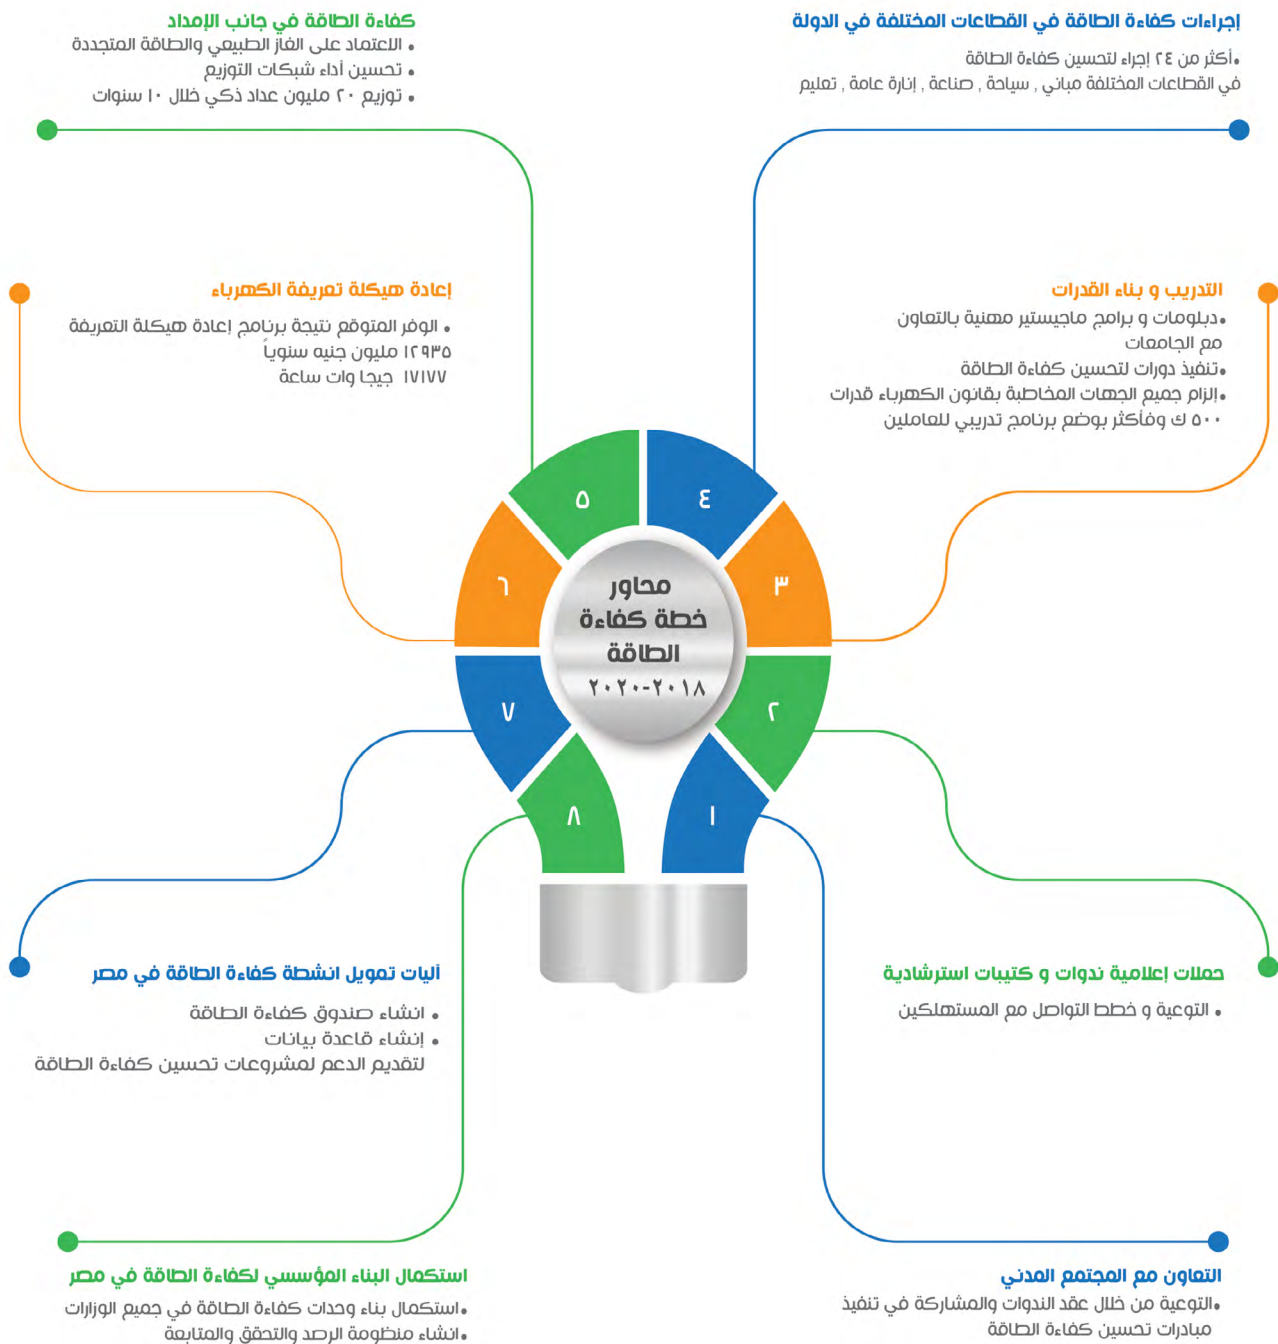 إجراءات كفاءة الطاقة في القطاعات المختلفة في الدولة
•أكثر من ٢٤ إجراء لتحسين كفاءة الطاقة
في القطاعات المختلفة مباني , سياحة , صناعة , إنارة عامة , تعليم
كفاءة الطاقة في جانب الإمداد
• الاعتماد على الغاز الطبيعي والطاقة المتجددة
• تحسين أداء شبكات التوزيع
• توزيع ٢٠ مليون عداد ذكي خلال ١٠ سنوات
التدريب و بناء القدرات
•دبلومات و برامج ماجيستير مهنية بالتعاون
مع الجامعات
•تنفيذ دورات لتحسين كفاءة الطاقة
•إلزام جميع الجهات المخاطبة بقانون الكهرباء قدرات
٥٠٠ ك وفأكثر بوضع برنامج تدريبي للعاملين
إعادة هيكلة تعريفة الكهرباء
• الوفر المتوقع نتيجة برنامج إعادة هيكلة التعريفة
١٢٩٣٥ مليون جنيه سنوياً
١٧١٧٧ جيجا وات ساعة
٤
٥
٣
٦
محاور
خطة كفاءة
الطاقة
٢٠١٨-٢٠٢٠
٢
٧
١
٨
حملات إعلامية ندوات و كتيبات استرشادية
• التوعية و خطط التواصل مع المستهلكين
آليات تمويل انشطة كفاءة الطاقة في مصر
• انشاء صندوق كفاءة الطاقة
• إنشاء قاعدة بيانات
لتقديم الدعم لمشروعات تحسين كفاءة الطاقة
التعاون مع المجتمع المدني
•التوعية من خلال عقد الندوات والمشاركة في تنفيذ
مبادرات تحسين كفاءة الطاقة
استكمال البناء المؤسسي لكفاءة الطاقة في مصر
•استكمال بناء وحدات كفاءة الطاقة في جميع الوزارات
•انشاء منظومة الرصد والتحقق والمتابعة